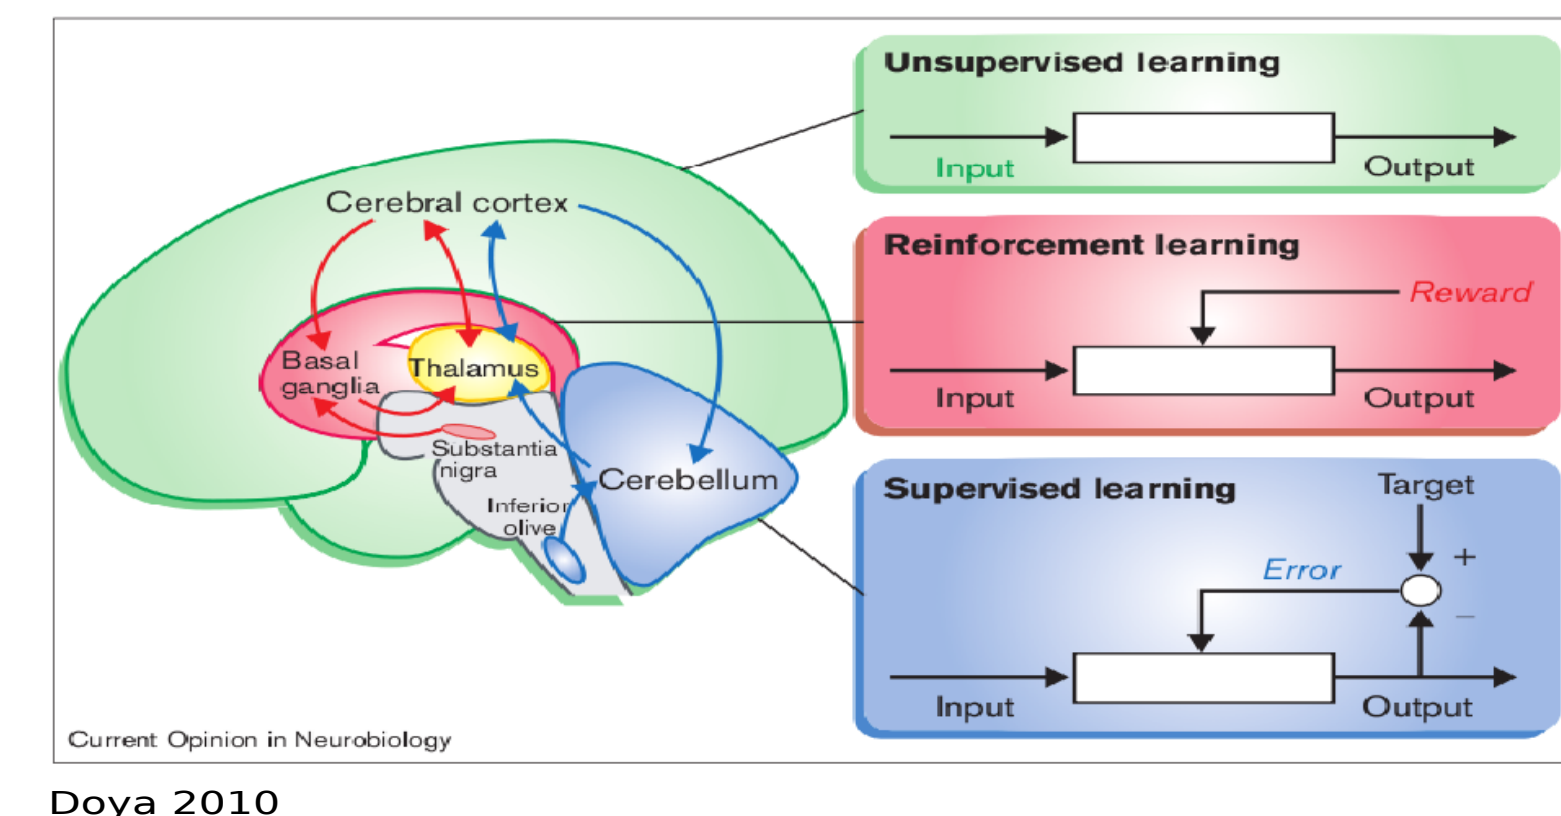 Unsupervised learning
Input
Output
Cerebral cortex
Reinforcement learning
Reward
Basal
ganglia
Thalamus
Input
Output
Substantia
nigra
Cerebellum
Inferior
olive
Supervised learning
Target
Error
+
−
Input
Output
Current Opinion in Neurobiology
Doya 2010